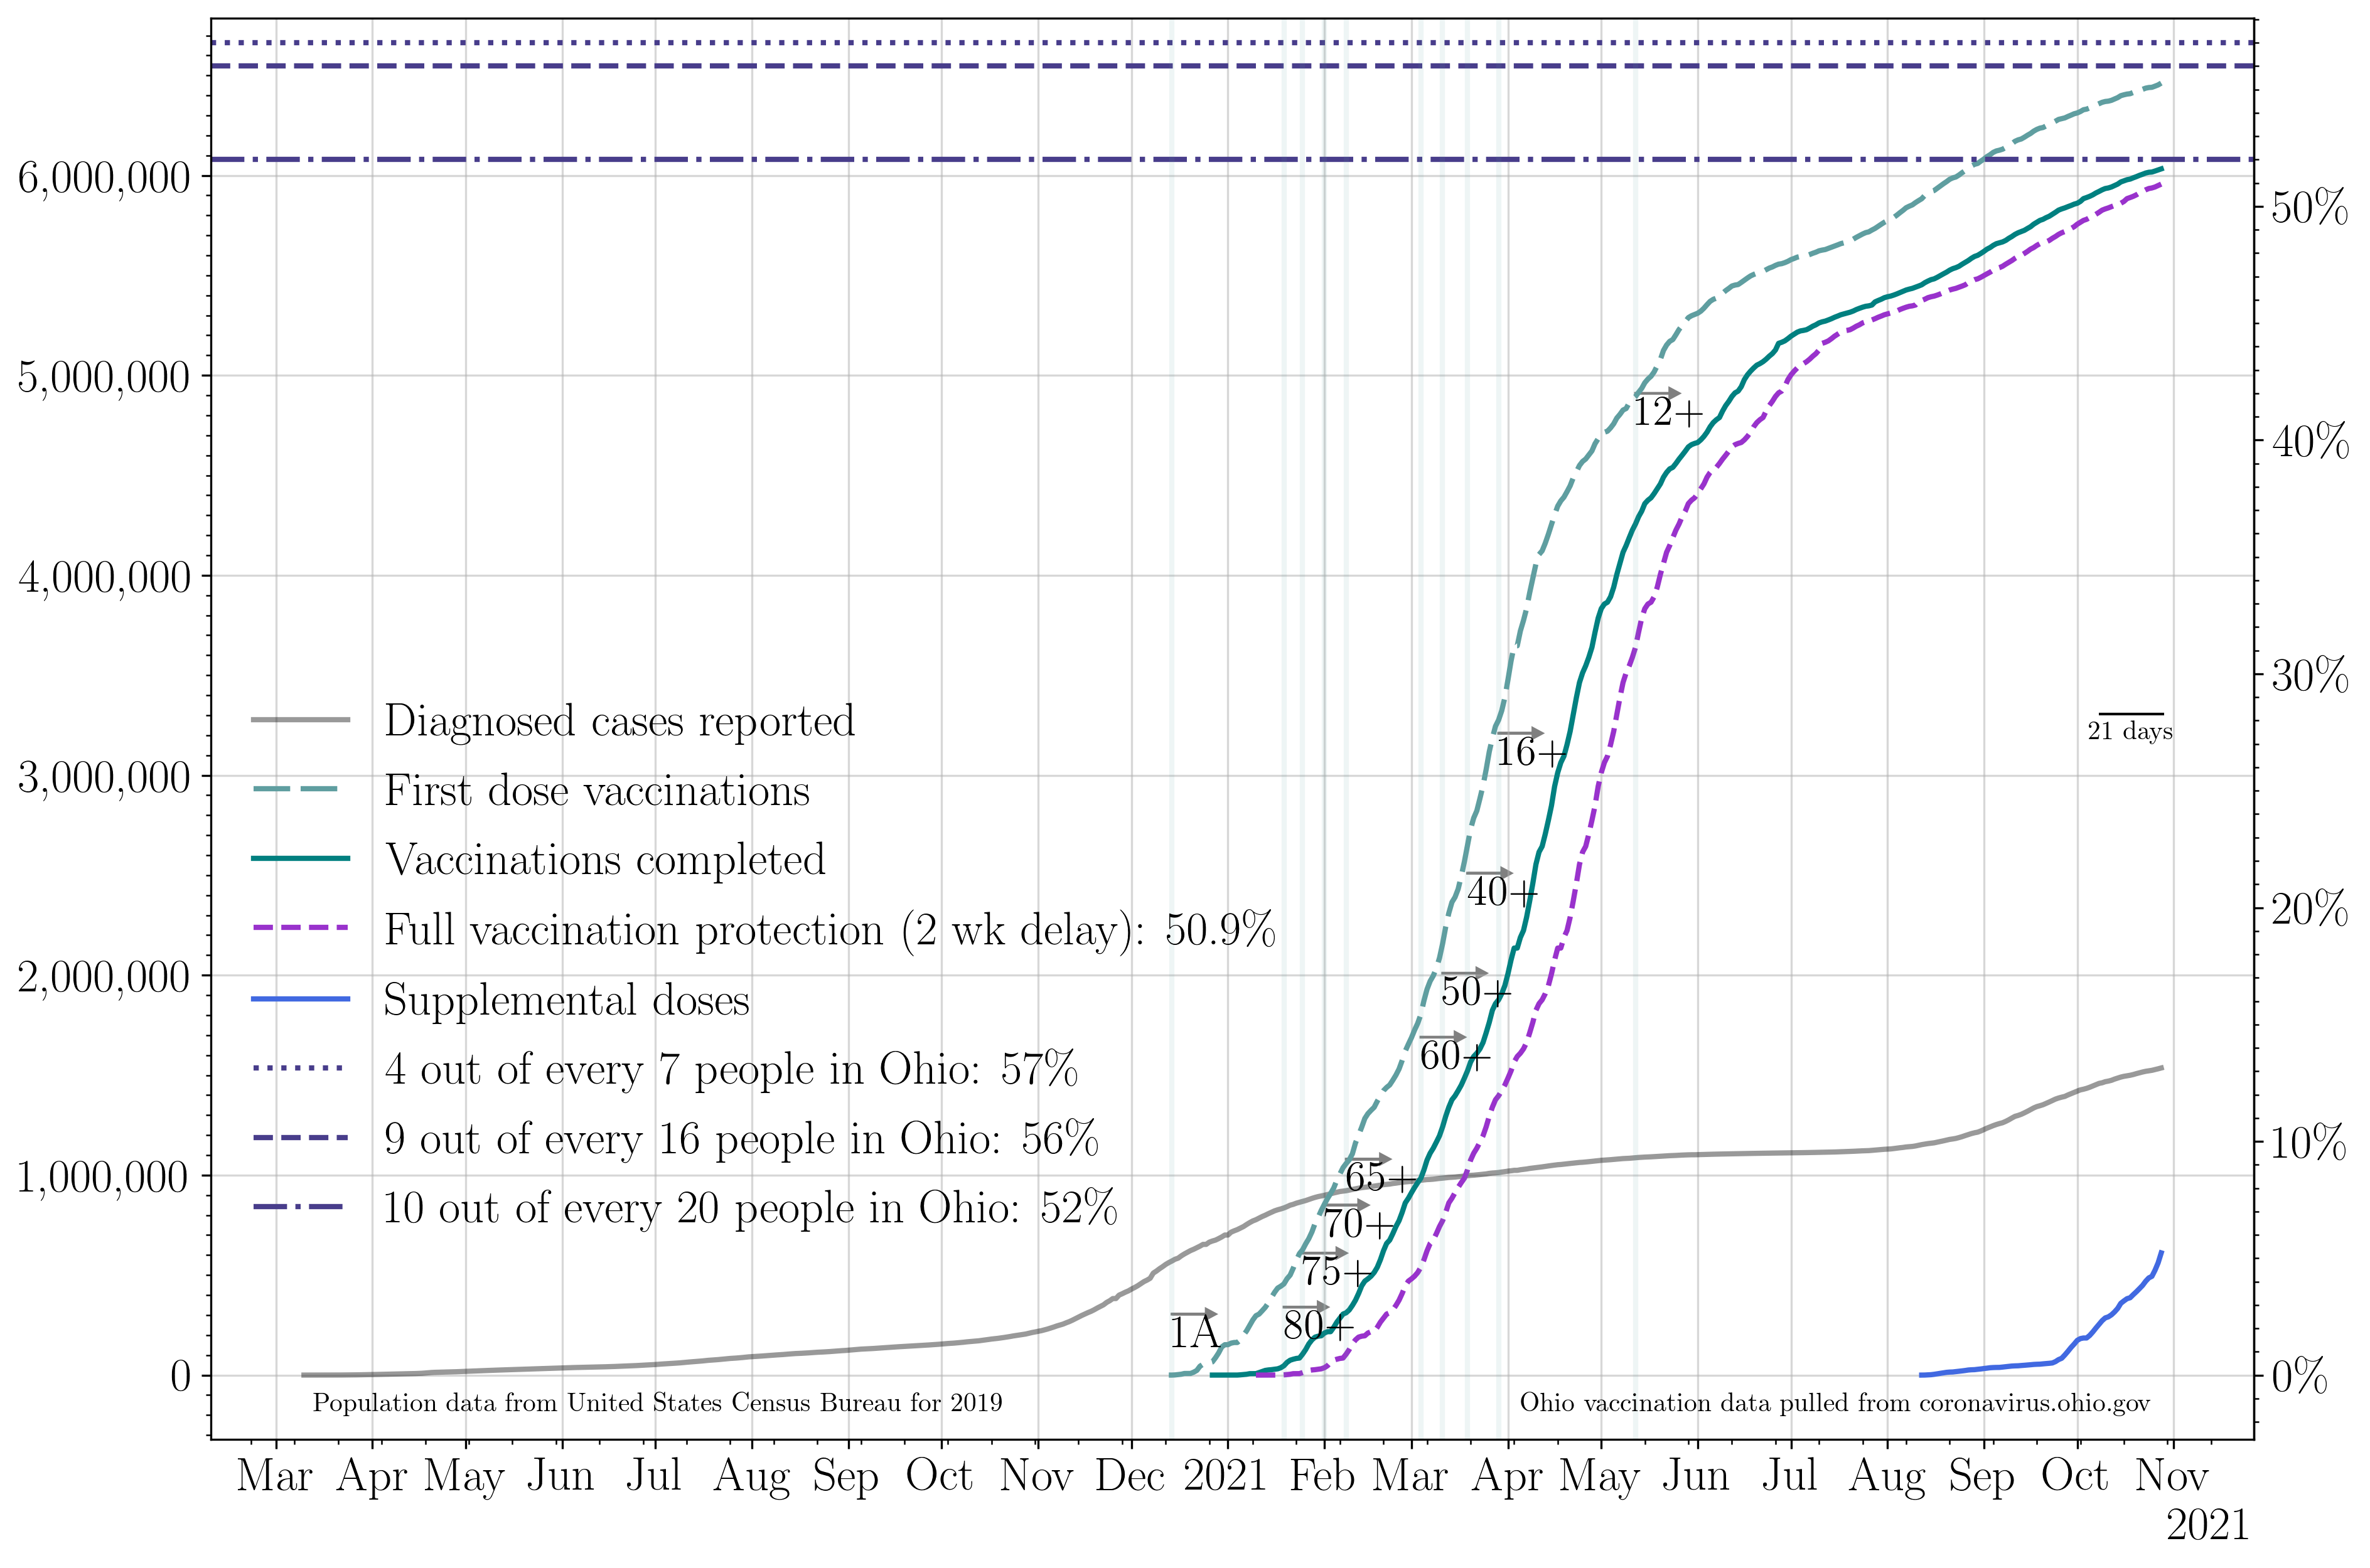 6,000,000
5,000,000
4,000,000
3,000,000
2,000,000
1,000,000
0
50%
40%
30%
20%
10%
0%
12+
16+
40+
50+
60+
65+
70+
75+
80+
1A
21 days
Diagnosed cases reported
First dose vaccinations
Vaccinations completed
Full vaccination protection (2 wk delay): 50.9%
Supplemental doses
4 out of every 7 people in Ohio: 57%
9 out of every 16 people in Ohio: 56%
10 out of every 20 people in Ohio: 52%
Population data from United States Census Bureau for 2019
Ohio vaccination data pulled from coronavirus.ohio.gov
Mar Apr May Jun Jul Aug Sep Oct Nov Dec 2021 Feb Mar Apr May Jun Jul Aug Sep Oct Nov
2021